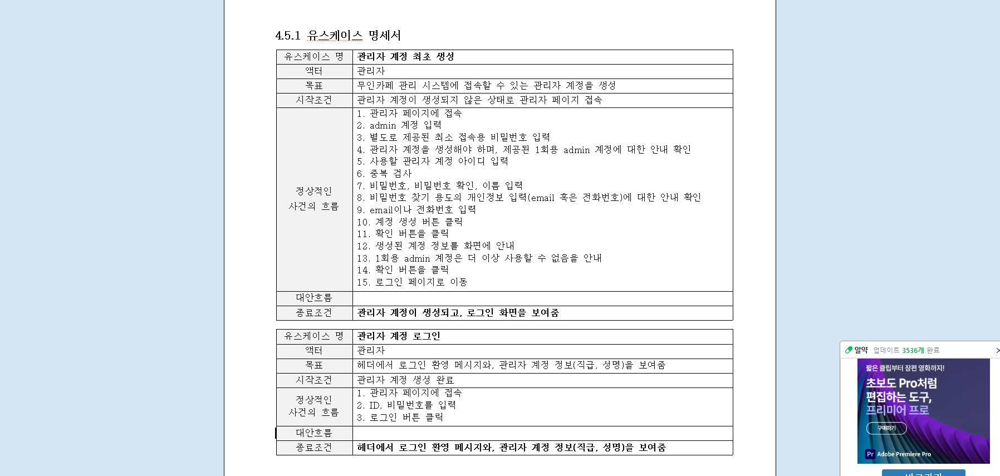 4.5.1 유스케이스 명세서
유스케이스 명 관리자 계정 최초 생성
액터 관리자
목표 무인카페 관리 시스템에 접속할 수 있는 관리자 계정을 생성
시작조건 관리자 계정이 생성되지 않은 상태로 관리자 페이지 접속
정상적인
사건의 흐름
1. 관리자 페이지에 접속
2. admin 계정 입력
3. 별도로 제공된 최소 접속용 비밀번호 입력
4. 관리자 계정을 생성해야 하며, 제공된 1회용 admin 계정에 대한 안내 확인
5. 사용할 관리자 계정 아이디 입력
6. 중복 검사
7. 비밀번호, 비밀번호 확인, 이름 입력
8. 비밀번호 찾기 용도의 개인정보 입력(email 혹은 전화번호)에 대한 안내 확인
9. email이나 전화번호 입력
10. 계정 생성 버튼 클릭
11. 확인 버튼을 클릭
12. 생성된 계정 정보를 화면에 안내
13. 1회용 admin 계정은 더 이상 사용할 수 없음을 안내
14. 확인 버튼을 클릭
15. 로그인 페이지로 이동
대안흐름
종료조건 관리자 계정이 생성되고, 로그인 화면을 보여줌
유스케이스 명 관리자 계정 로그인
액터 관리자
목표 헤더에서 로그인 환영 메시지와, 관리자 계정 정보(직급, 성명)을 보여줌
시작조건 관리자 계정 생성 완료
정상적인
사건의 흐름
1. 관리자 페이지에 접속
2. ID, 비밀번호를 입력
3. 로그인 버튼 클릭
대안흐름
종료조건 헤더에서 로그인 환영 메시지와, 관리자 계정 정보(직급, 성명)을 보여줌
알약 업데이트 3536개 완료
짧은 클립부터 장편 영화까지!
초보도 Pro처럼
편집하는 도구,
프리미어 프로
구매하기
Pr Adobe Premiere Pro